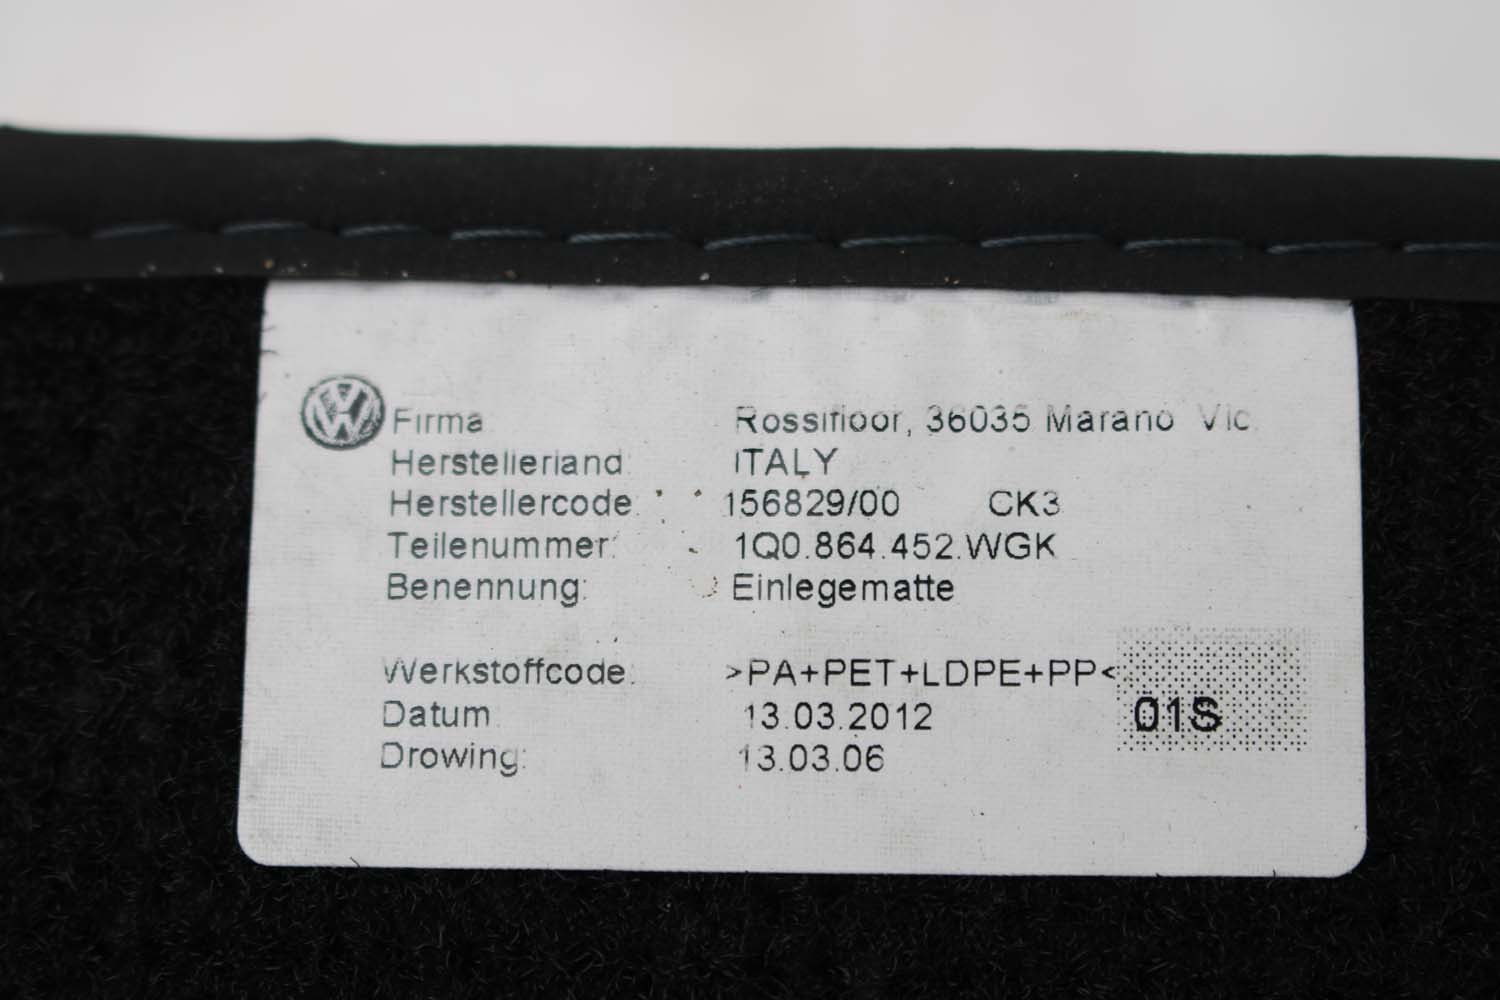 Firma Rossifloor, 36035 Marano Vic.
Herstellerland: ITALY
Herstellercode: 156829/00 CK3
Teilenummer: 1Q0.864.452.WGK
Benennung: Einlegematte
Werkstoffcode: >PA+PET+LDPE+PP<
Datum 13.03.2012 01S
Drowing: 13.03.06